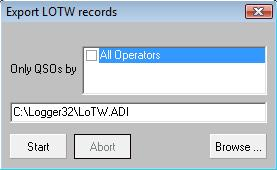 Export LOTW records
All Operators
Only QSOs by
C:\Logger32\LoTW.ADI
Start
Abort
Browse ...